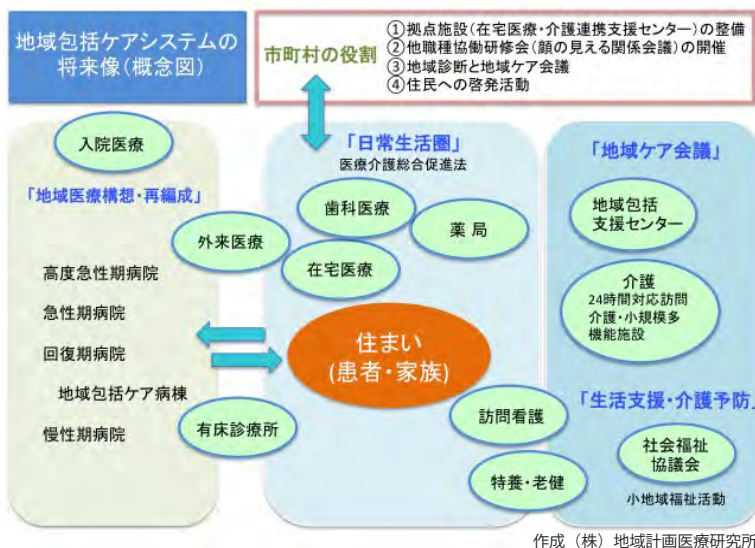 地域包括ケアシステムの
将来像(概念図)
市町村の役割
①拠点施設(在宅医療・介護連携支援センター)の整備
②他職種協働研修会(顔の見える関係会議)の開催
③地域診断と地域ケア会議
④住民への啓発活動
入院医療
「地域医療構想・再編成」
高度急性期病院
急性期病院
回復期病院
地域包括ケア病棟
慢性期病院
外来医療
有床診療所
「日常生活圏」
医療介護総合促進法
歯科医療
薬局
在宅医療
住まい
(患者・家族)
訪問看護
特養・老健
「地域ケア会議」
地域包括
支援センター
介護
24時間対応訪問
介護・小規模多
機能施設
「生活支援・介護予防」
社会福祉
協議会
小地域福祉活動
作成(株)地域計画医療研究所